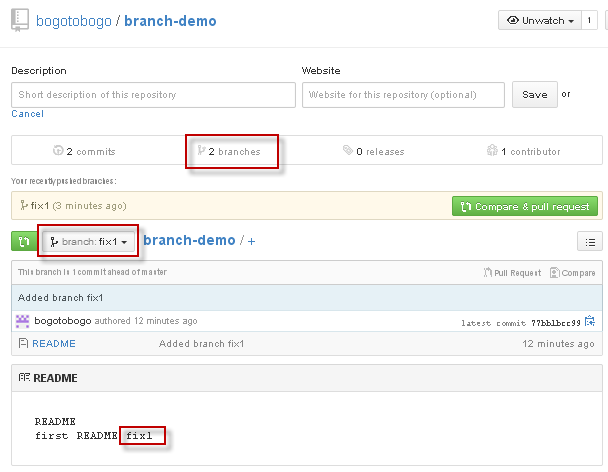 bogotobogo / branch-demo
Unwatch 1
Description Website
Short description of this repository Website for this repository (optional) Save or
Cancel
2 commits 2 branches 0 releases 1 contributor
Your recently pushed branches:
fix1 (3 minutes ago) Compare & pull request
branch: fix1 branch-demo / +
This branch is 1 commit ahead of master Pull Request Compare
Added branch fix1
bogotobogo authored 12 minutes ago latest commit 77bblbrr99
README Added branch fix1 12 minutes ago
README
README
first README fix1